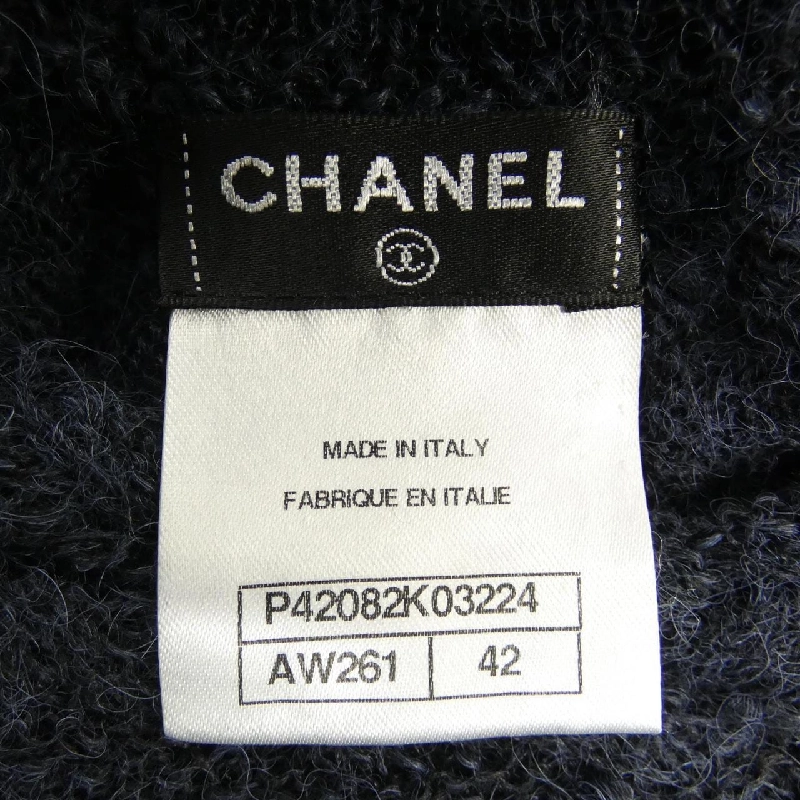 CHANEL
MADE IN ITALY
FABRIQUE EN ITALIE
P42082K03224
AW261 42